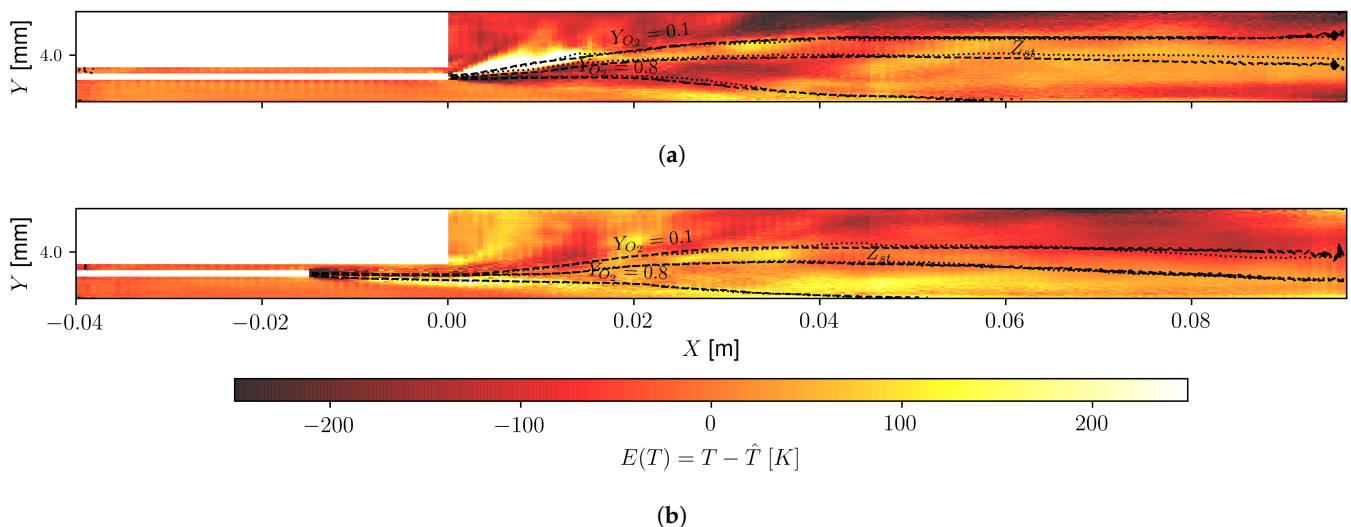 Y [mm]
4.0
Y_{O_2} = 0.1
Y_{O_2} = 0.8
Z_{st}
(a)
Y [mm]
4.0
Y_{O_2} = 0.1
Y_{O_2} = 0.8
Z_{st}
−0.04 −0.02 0.00 0.02 0.04 0.06 0.08
X [m]
−200 −100 0 100 200
E(T) = T − T̂ [K]
(b)